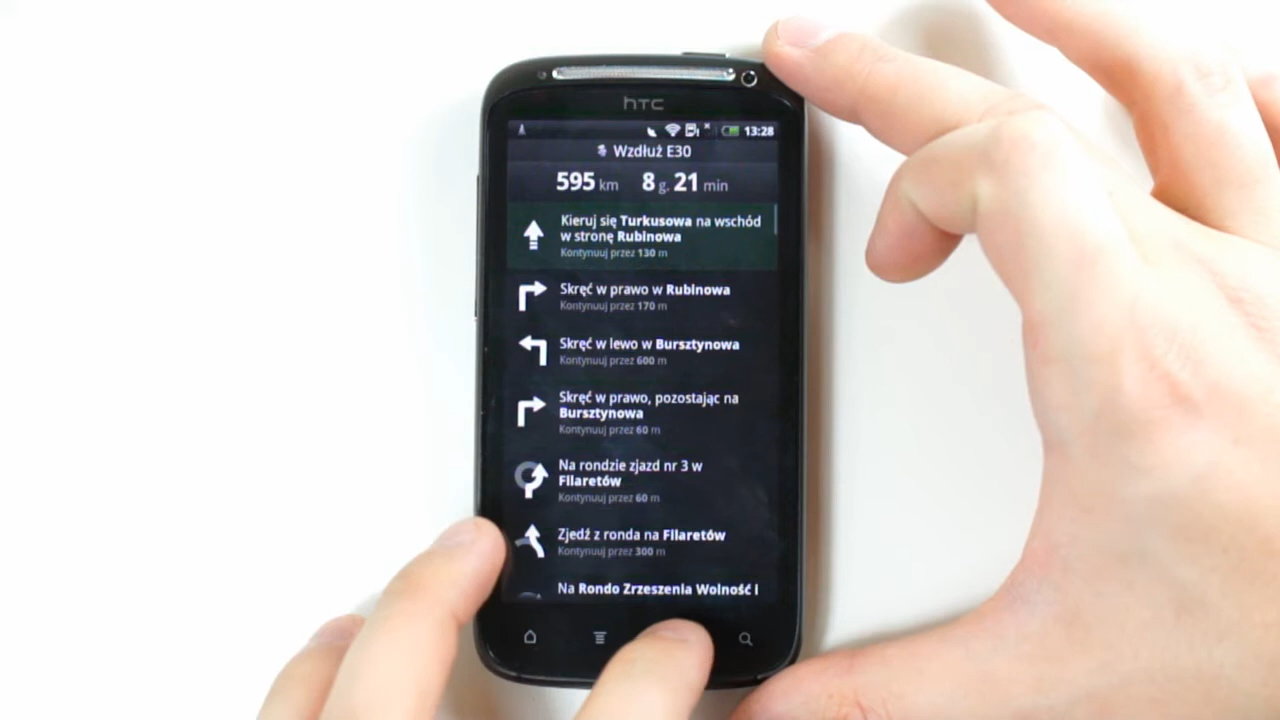 hTC
13:28
Wzdłuż E30
595 km 8 g. 21 min
Kieruj się Turkusowa na wschód
w stronę Rubinowa
Kontynuuj przez 130 m
Skręć w prawo w Rubinowa
Kontynuuj przez 170 m
Skręć w lewo w Bursztynowa
Kontynuuj przez 600 m
Skręć w prawo, pozostając na
Bursztynowa
Kontynuuj przez 60 m
Na rondzie zjazd nr 3 w
Filaretów
Kontynuuj przez 60 m
Zjedź z ronda na Filaretów
Kontynuuj przez 300 m
Na Rondo Zrzeszenia Wolność i